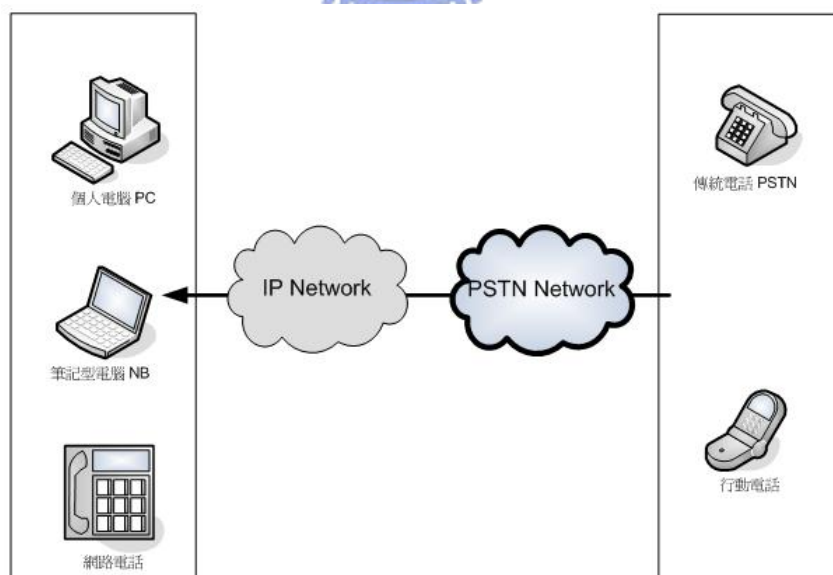 個人電腦 PC
筆記型電腦 NB
網路電話
IP Network
PSTN Network
傳統電話 PSTN
行動電話